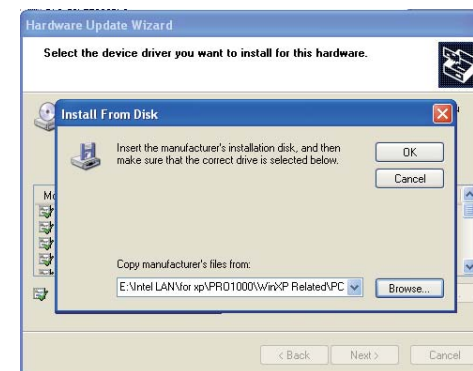 Hardware Update Wizard
Select the device driver you want to install for this hardware.
Install From Disk
Insert the manufacturer's installation disk, and then
make sure that the correct drive is selected below.
OK
Cancel
Mo
Copy manufacturer's files from:
E:\Intel LAN\for xp\PRO1000\WinXP Related\PC
Browse...
< Back
Next >
Cancel